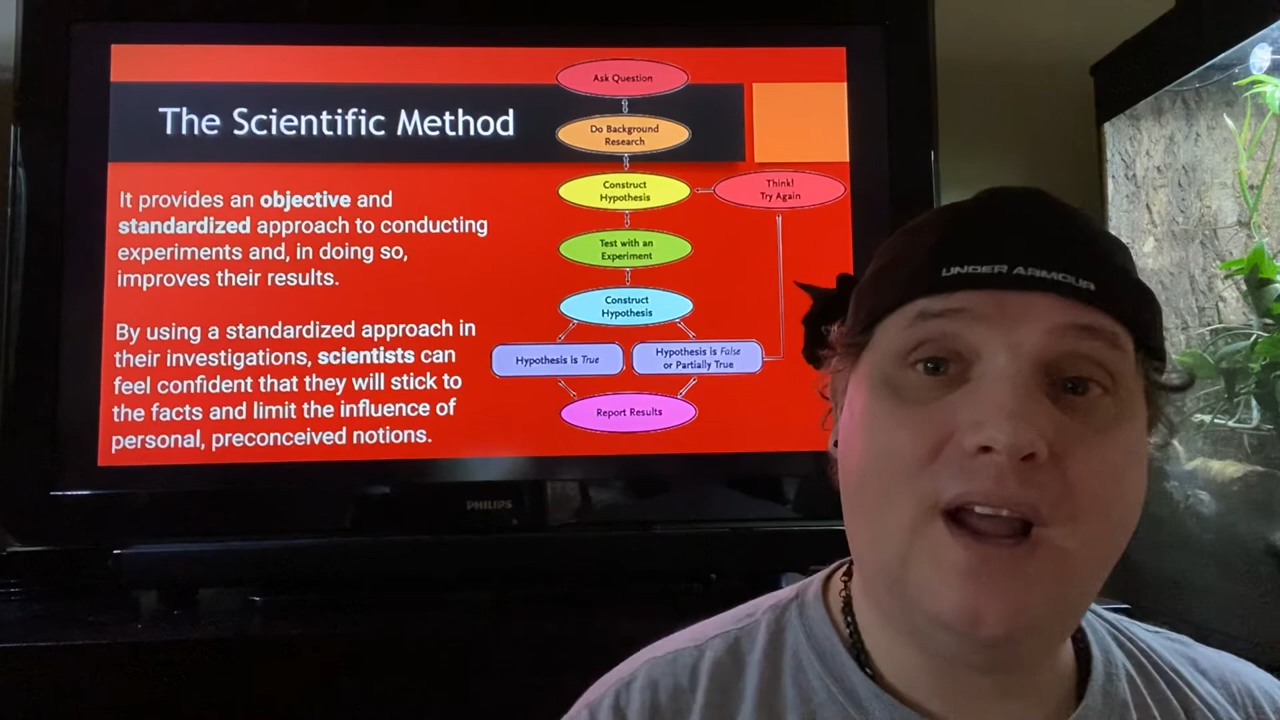 The Scientific Method
It provides an objective and
standardized approach to conducting
experiments and, in doing so,
improves their results.
By using a standardized approach in
their investigations, scientists can
feel confident that they will stick to
the facts and limit the influence of
personal, preconceived notions.
Ask Question
Do Background
Research
Construct
Hypothesis
Think!
Try Again
Test with an
Experiment
Construct
Hypothesis
Hypothesis is True
Hypothesis is False
or Partially True
Report Results
PHILIPS
UNDER ARMOUR